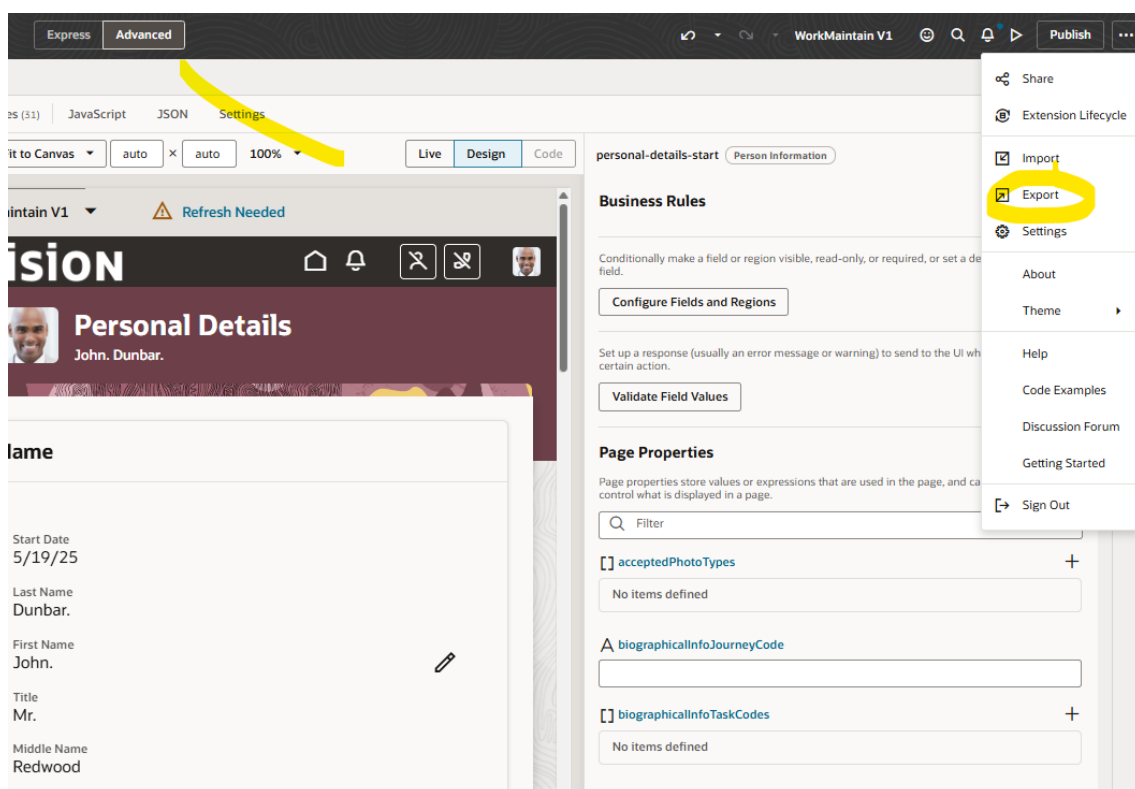 Express Advanced WorkMaintain V1 Publish
es (31) JavaScript JSON Settings
it to Canvas auto × auto 100% Live Design Code
aintain V1 Refresh Needed
ision
Personal Details
John. Dunbar.
lame
Start Date
5/19/25
Last Name
Dunbar.
First Name
John.
Title
Mr.
Middle Name
Redwood
personal-details-start Person Information
Business Rules
Conditionally make a field or region visible, read-only, or required, or set a de
field.
Configure Fields and Regions
Set up a response (usually an error message or warning) to send to the UI wh
certain action.
Validate Field Values
Page Properties
Page properties store values or expressions that are used in the page, and ca
control what is displayed in a page.
Filter
[ ] acceptedPhotoTypes
No items defined
A biographicalInfoJourneyCode
[ ] biographicalInfoTaskCodes
No items defined
Share
Extension Lifecycle
Import
Export
Settings
About
Theme
Help
Code Examples
Discussion Forum
Getting Started
Sign Out